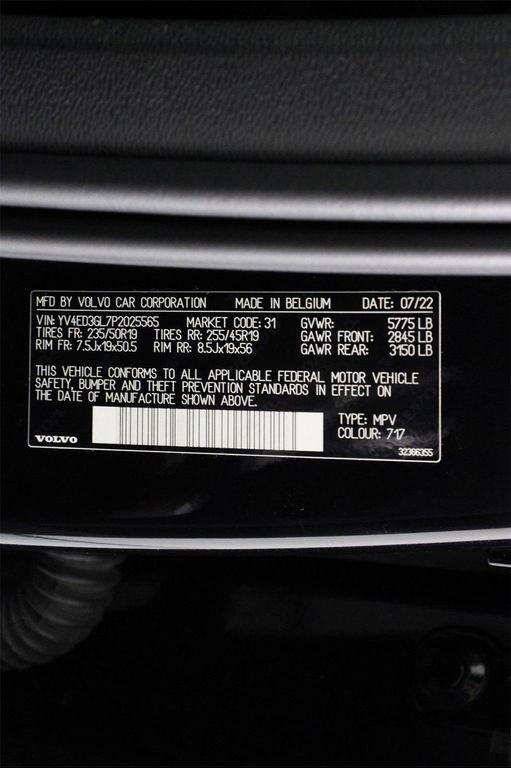 MFD BY VOLVO CAR CORPORATION MADE IN BELGIUM DATE: 07/22
VIN: YV4ED3GL7P2025565 MARKET CODE: 31 GVWR: 5775 LB
TIRES FR: 235/50R19 TIRES RR: 255/45R19 GAWR FRONT: 2845 LB
RIM FR: 7.5Jx19x50.5 RIM RR: 8.5Jx19x56 GAWR REAR: 3150 LB
THIS VEHICLE CONFORMS TO ALL APPLICABLE FEDERAL MOTOR VEHICLE
SAFETY, BUMPER AND THEFT PREVENTION STANDARDS IN EFFECT ON
THE DATE OF MANUFACTURE SHOWN ABOVE.
TYPE: MPV
COLOUR: 717
VOLVO
32366355